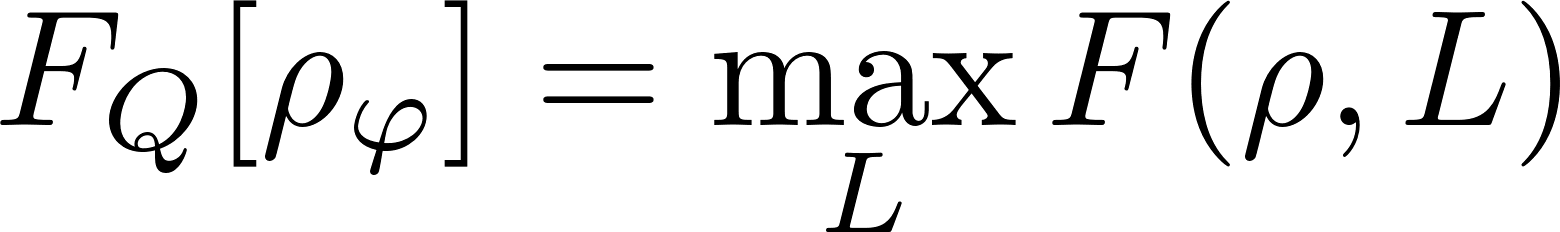 F_Q[ρ_φ] = max_L F(ρ, L)